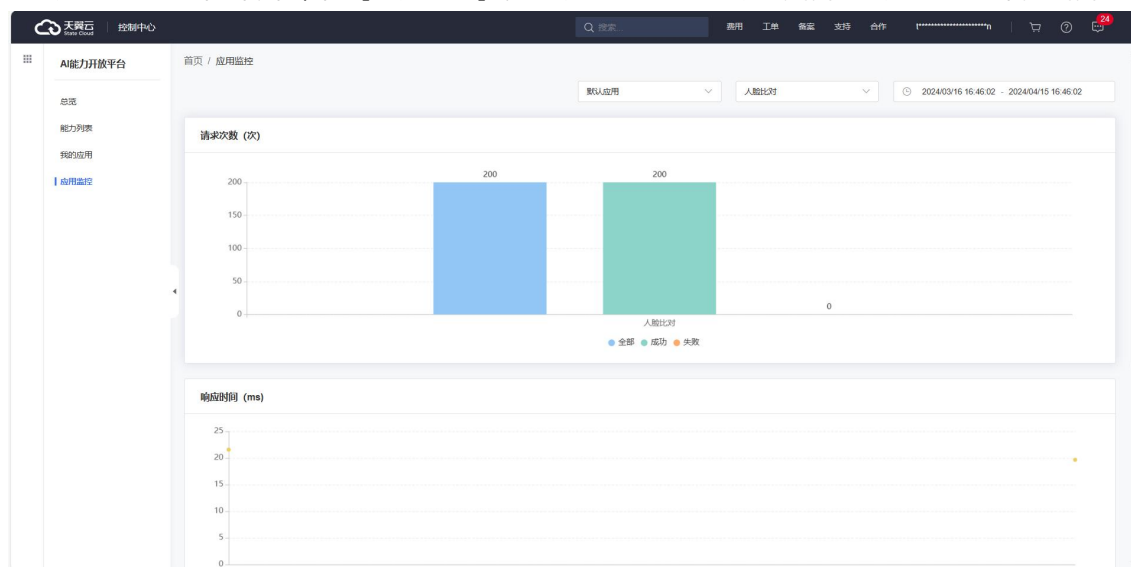 天翼云
State Cloud
控制中心
搜索...
费用 工单 备案 支持 合作 t***********************n
24
AI能力开放平台
总览
能力列表
我的应用
应用监控
首页 / 应用监控
默认应用
人脸比对
2024/03/16 16:46:02 - 2024/04/15 16:46:02
请求次数 (次)
200 200
200
150
100
50
0
0
人脸比对
全部 成功 失败
响应时间 (ms)
25
20
15
10
5
0